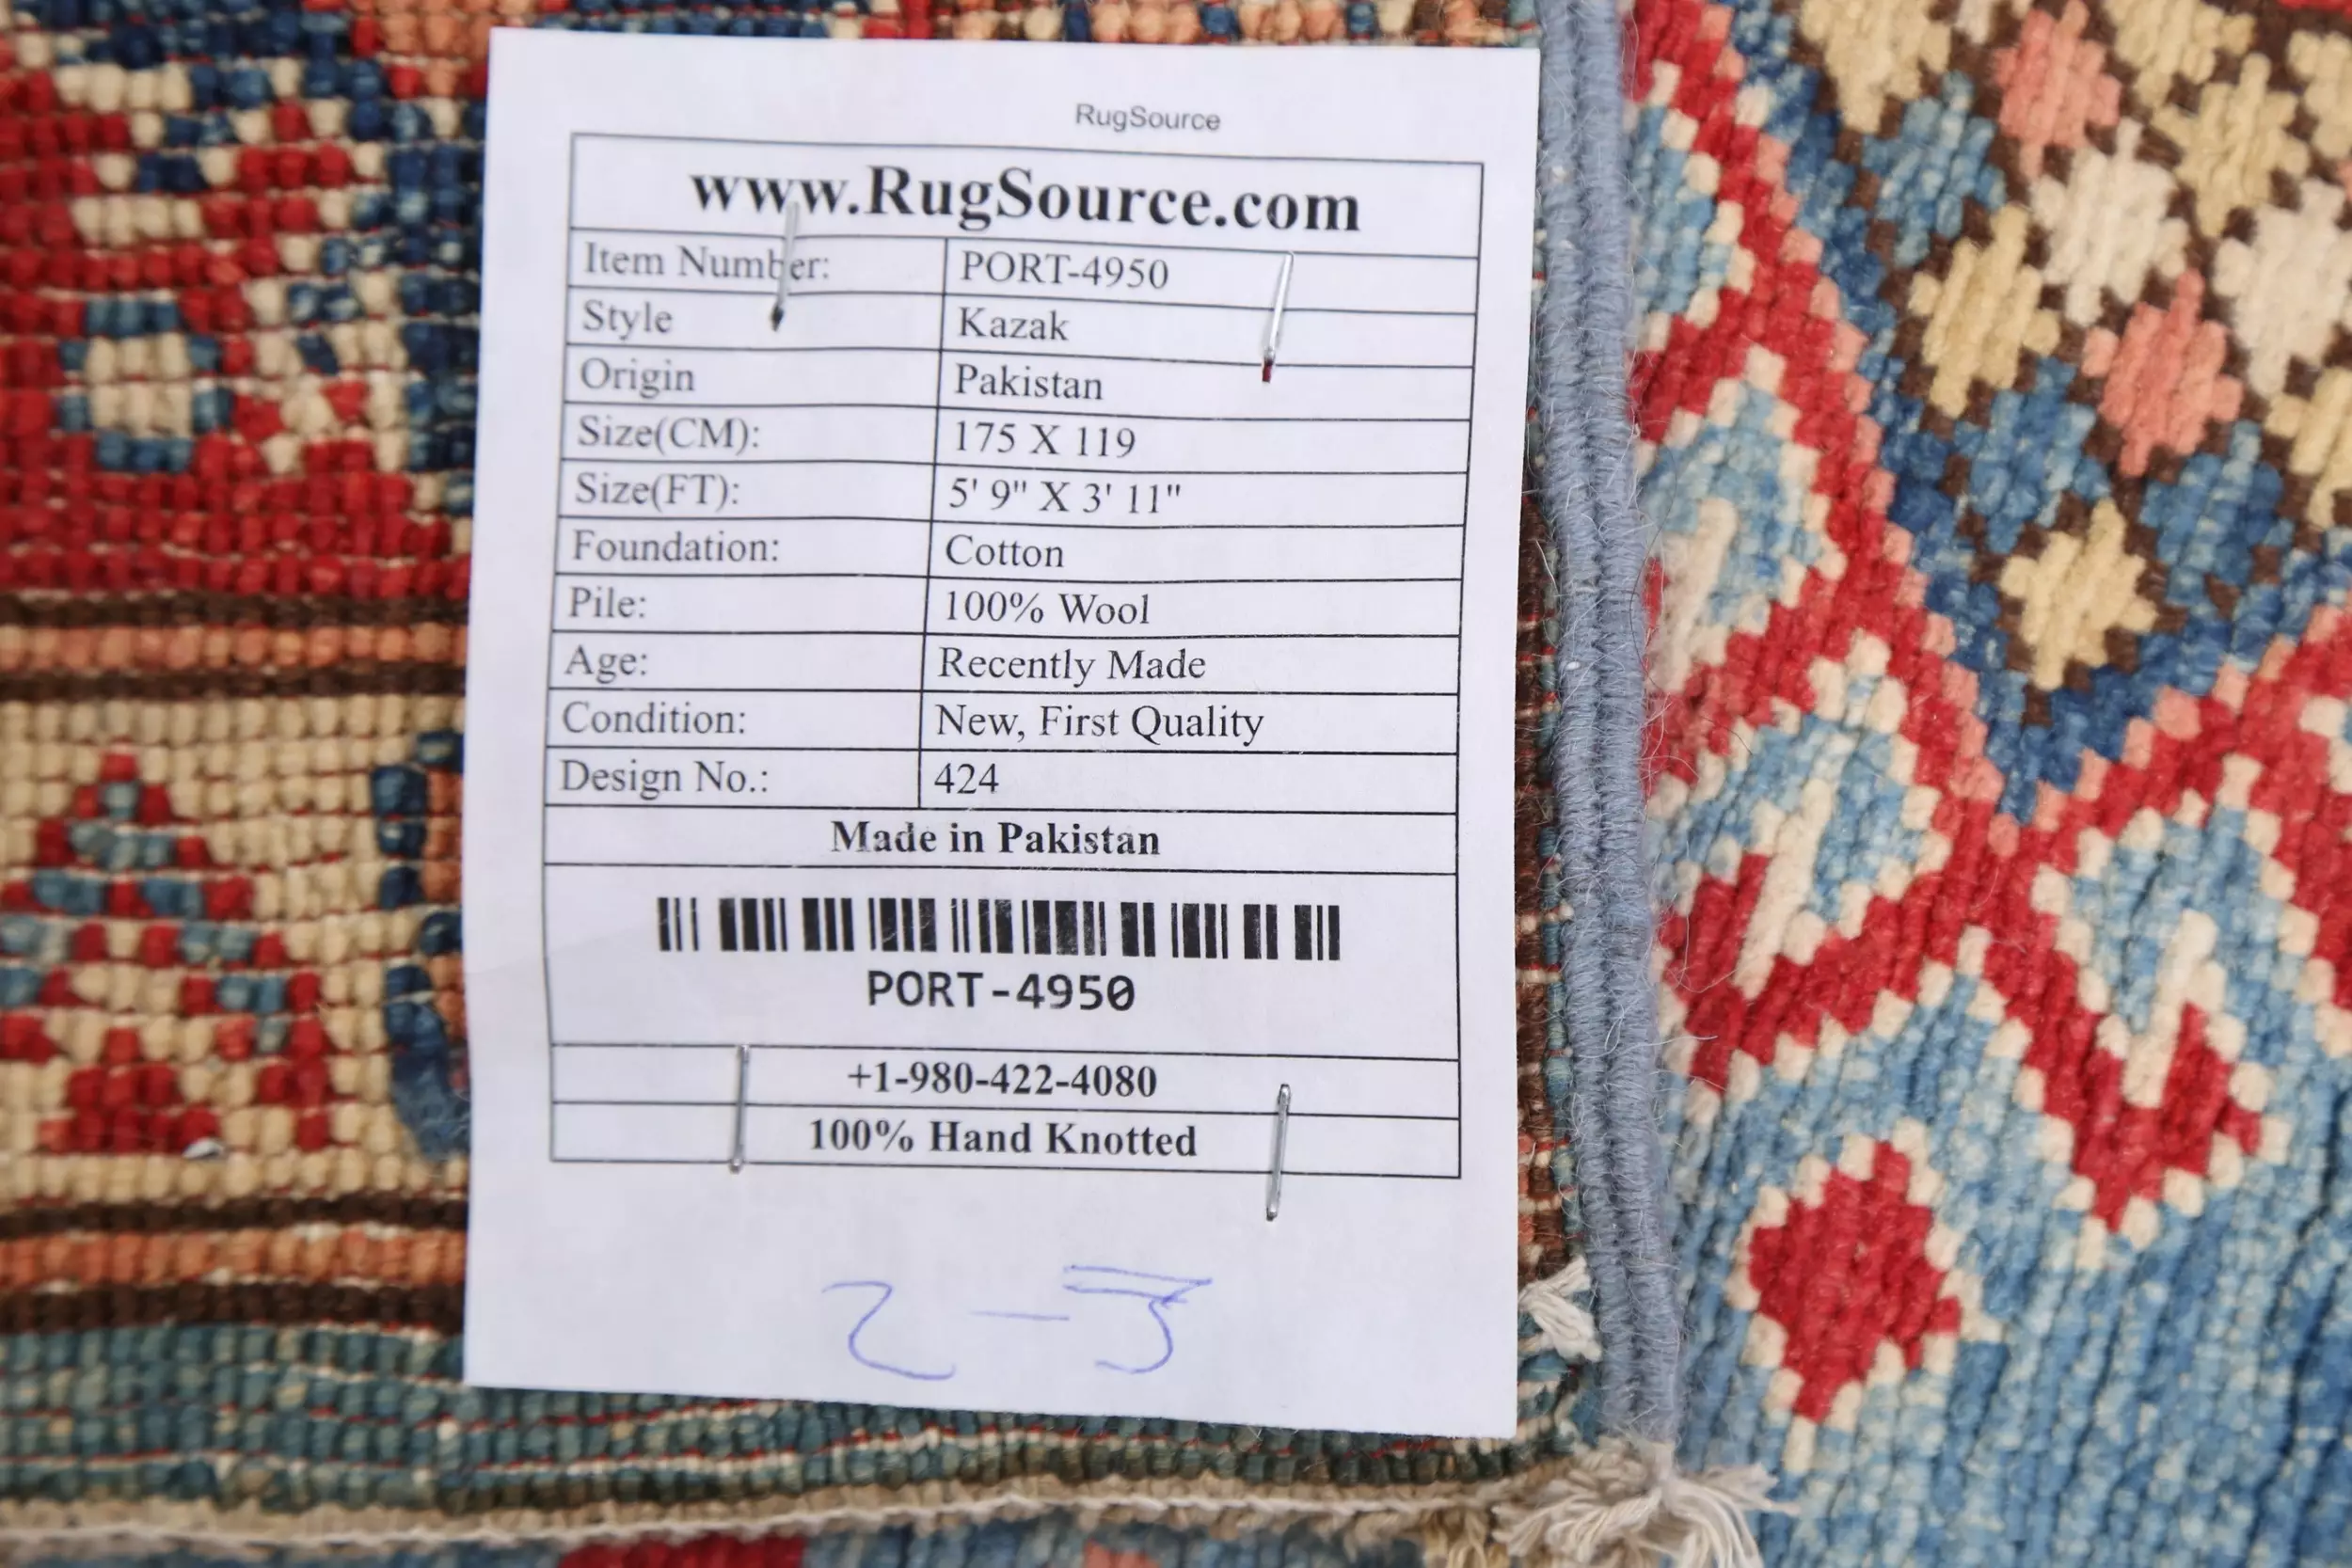 RugSource
www.RugSource.com
Item Number: PORT-4950
Style Kazak
Origin Pakistan
Size(CM): 175 X 119
Size(FT): 5' 9" X 3' 11"
Foundation: Cotton
Pile: 100% Wool
Age: Recently Made
Condition: New, First Quality
Design No.: 424
Made in Pakistan
PORT-4950
+1-980-422-4080
100% Hand Knotted